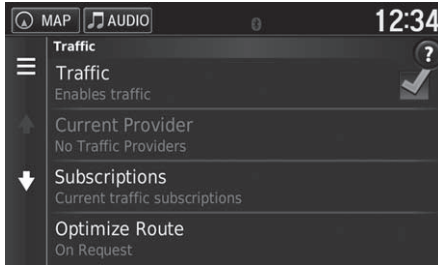 MAP AUDIO 12:34
Traffic
?
Traffic
Enables traffic
Current Provider
No Traffic Providers
Subscriptions
Current traffic subscriptions
Optimize Route
On Request